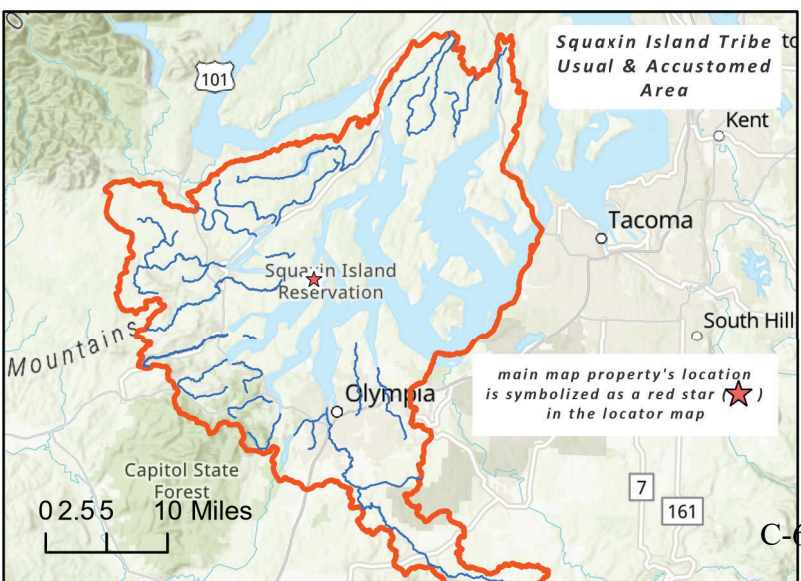 Squaxin Island Tribe
Usual & Accustomed
Area
101
Kent
Tacoma
Squaxin Island
Reservation
South Hill
Mountains
main map property's location
is symbolized as a red star ( )
in the locator map
Olympia
Capitol State
Forest
7
161
0 2.5 5 10 Miles